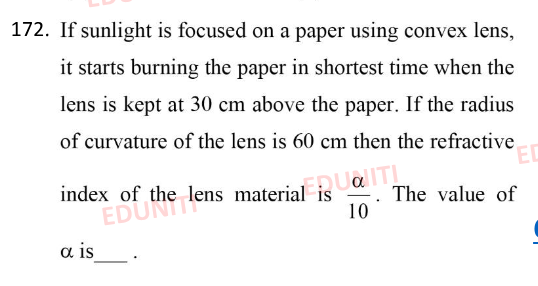 172. If sunlight is focused on a paper using convex lens,
it starts burning the paper in shortest time when the
lens is kept at 30 cm above the paper. If the radius
of curvature of the lens is 60 cm then the refractive
index of the lens material is α/10. The value of
α is___ .
EDUNITI
EDUNITI